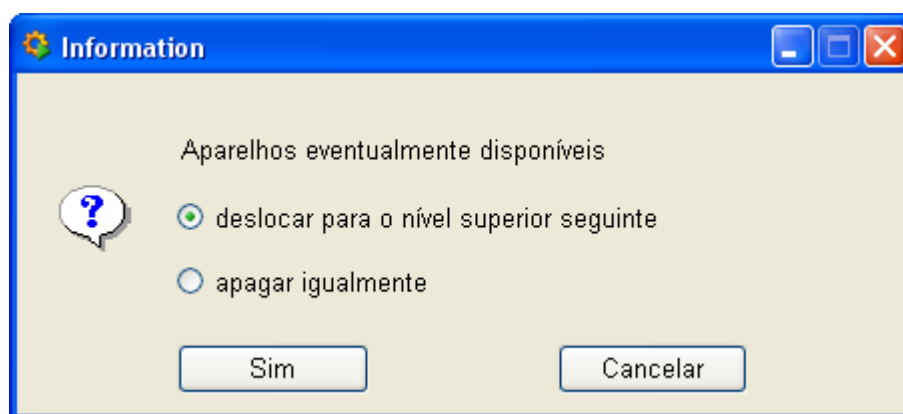 Information
Aparelhos eventualmente disponíveis
deslocar para o nível superior seguinte
apagar igualmente
Sim
Cancelar